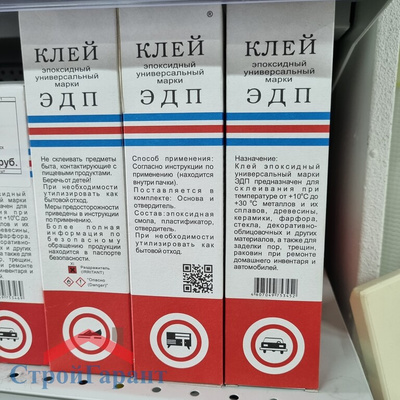 КЛЕЙ
эпоксидный
универсальный
марки
ЭДП
Не склеивать предметы
быта, контактирующие с
пищевыми продуктами.
Беречь от детей!
При необходимости
утилизировать как
бытовой отход.
Меры предосторожности
приведены в инструкции
по применению.
Более полная
информация по
безопасному
обращению продукции
находится в паспорте
безопасности.
Раздражитель
(IRRITANT)
"Опасно"
(Danger)"
®
КЛЕЙ
эпоксидный
универсальный
марки
ЭДП
Способ применения:
Согласно инструкции по
применению (находится
внутри пачки).
Поставляется в
комплекте: Основа и
отвердитель.
Состав:эпоксидная
смола, пластификатор,
отвердитель.
При необходимости
утилизировать как
бытовой отход.
КЛЕЙ
эпоксидный
универсальный
марки
ЭДП
Назначение:
Клей эпоксидный
универсальный марки
ЭДП предназначен для
склеивания при
температуре от +10°С до
+30 °С металлов и их
сплавов, древесины,
керамики, фарфора,
стекла, декоративно-
облицовочных и других
материалов, а также для
заделки пор, трещин,
раковин при ремонте
домашнего инвентаря и
автомобилей.
руб.
СтройГарант